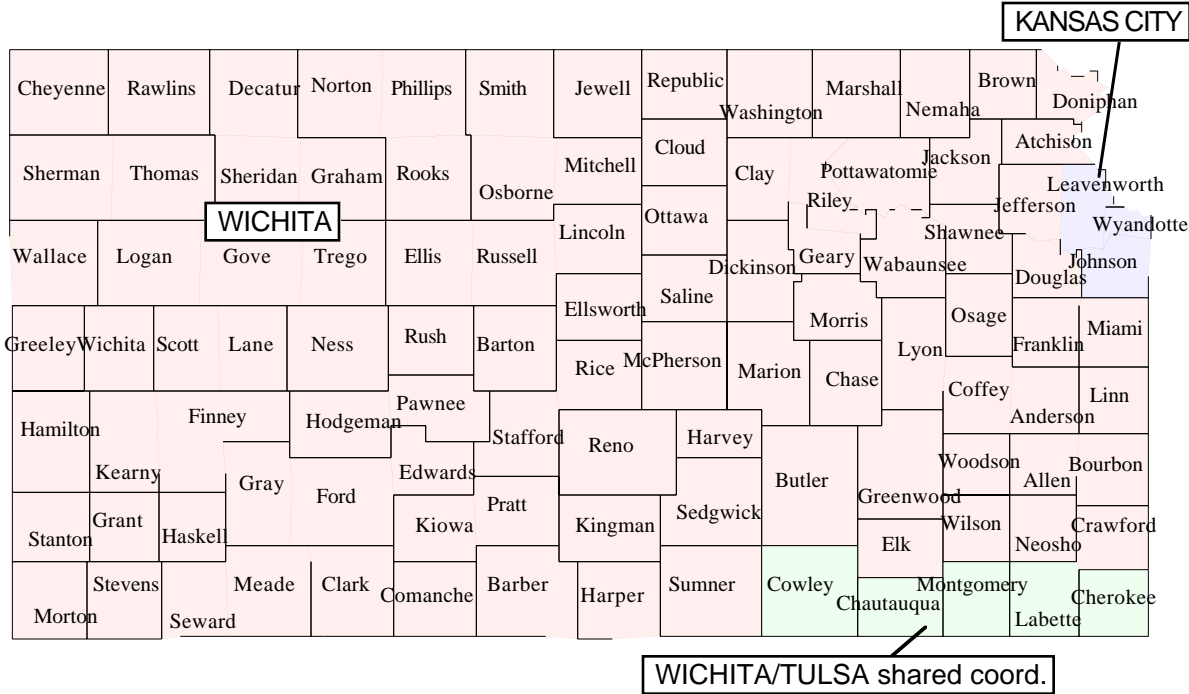 KANSAS CITY
Cheyenne Rawlins Decatur Norton Phillips Smith Jewell Republic Washington Marshall Nemaha Brown Doniphan
Atchison
Sherman Thomas Sheridan Graham Rooks Osborne Mitchell Cloud Clay Riley Pottawatomie Jackson Jefferson Leavenworth
Wyandotte
WICHITA
Wallace Logan Gove Trego Ellis Russell Lincoln Ottawa Dickinson Geary Wabaunsee Shawnee Douglas Johnson
Ellsworth Saline Morris Osage
Greeley Wichita Scott Lane Ness Rush Barton Rice McPherson Marion Chase Lyon Franklin Miami
Hamilton Kearny Finney Hodgeman Pawnee Stafford Reno Harvey Coffey Anderson Linn
Gray Ford Edwards Butler Greenwood Woodson Allen Bourbon
Stanton Grant Haskell Kiowa Pratt Kingman Sedgwick Elk Wilson Neosho Crawford
Morton Stevens Seward Meade Clark Comanche Barber Harper Sumner Cowley Chautauqua Montgomery Labette Cherokee
WICHITA/TULSA shared coord.